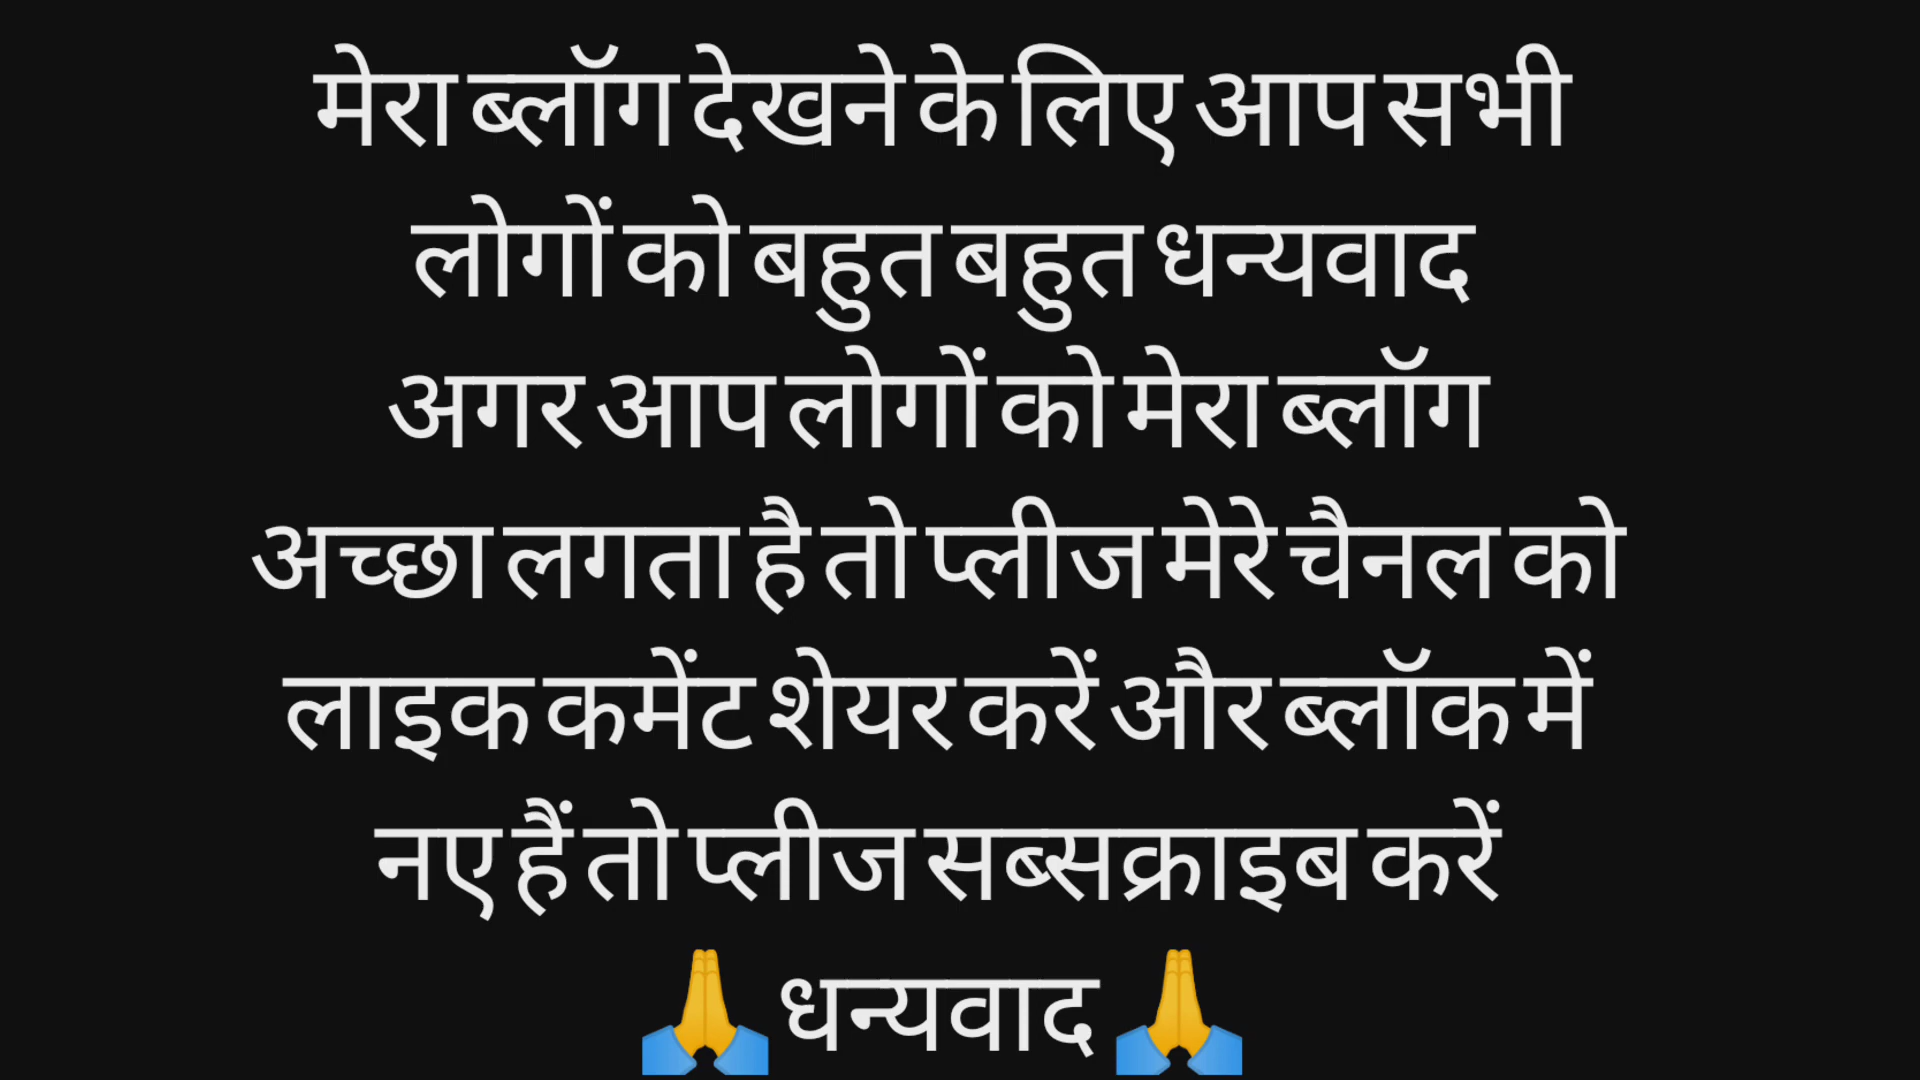 मेरा ब्लॉग देखने के लिए आप सभी
लोगों को बहुत बहुत धन्यवाद
अगर आप लोगों को मेरा ब्लॉग
अच्छा लगता है तो प्लीज मेरे चैनल को
लाइक कमेंट शेयर करें और ब्लॉक में
नए हैं तो प्लीज सब्सक्राइब करें
🙏 धन्यवाद 🙏